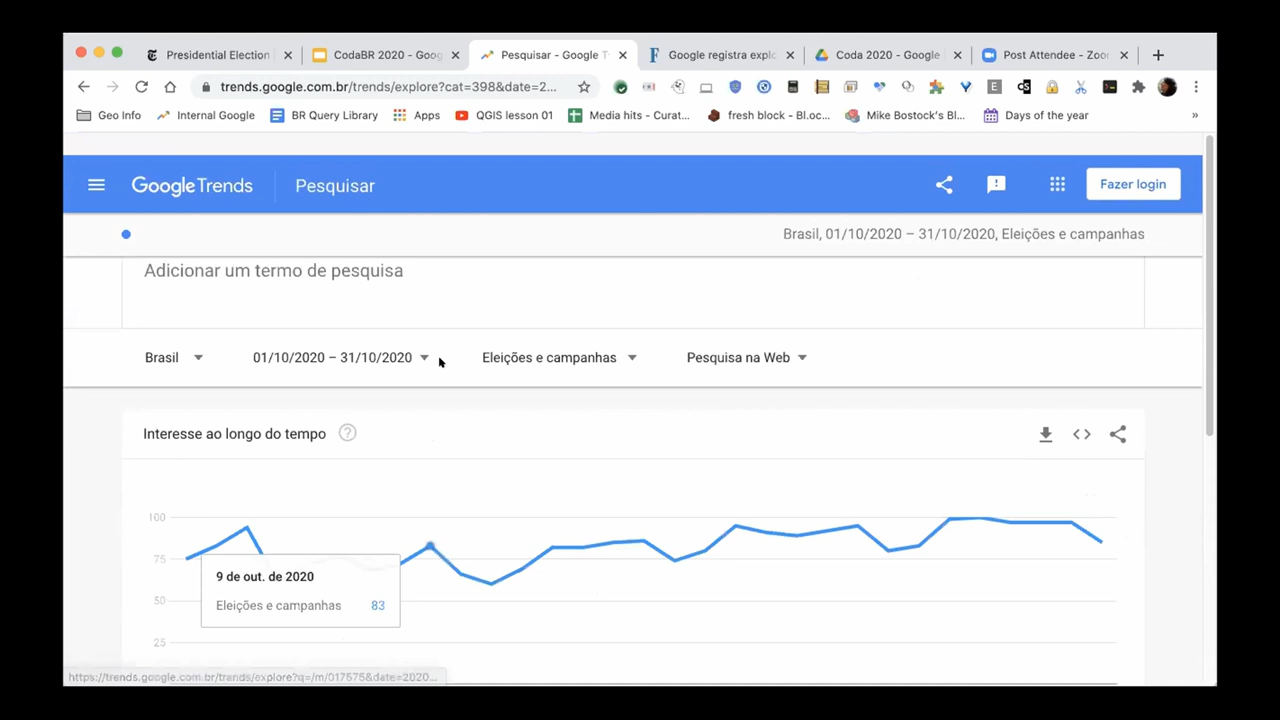 Presidential Election
CodaBR 2020 - Goog
Pesquisar - Google T
Google registra explo
Coda 2020 - Google
Post Attendee - Zoo
trends.google.com.br/trends/explore?cat=398&date=2...
Geo Info
Internal Google
BR Query Library
Apps
QGIS lesson 01
Media hits - Curat...
fresh block - Bl.oc...
Mike Bostock's Bl...
Days of the year
»
GoogleTrends
Pesquisar
Fazer login
Brasil, 01/10/2020 – 31/10/2020, Eleições e campanhas
Adicionar um termo de pesquisa
Brasil
01/10/2020 – 31/10/2020
Eleições e campanhas
Pesquisa na Web
Interesse ao longo do tempo ?
100
75
50
25
9 de out. de 2020
Eleições e campanhas 83
https://trends.google.com.br/trends/explore?q=/m/017575&date=2020...